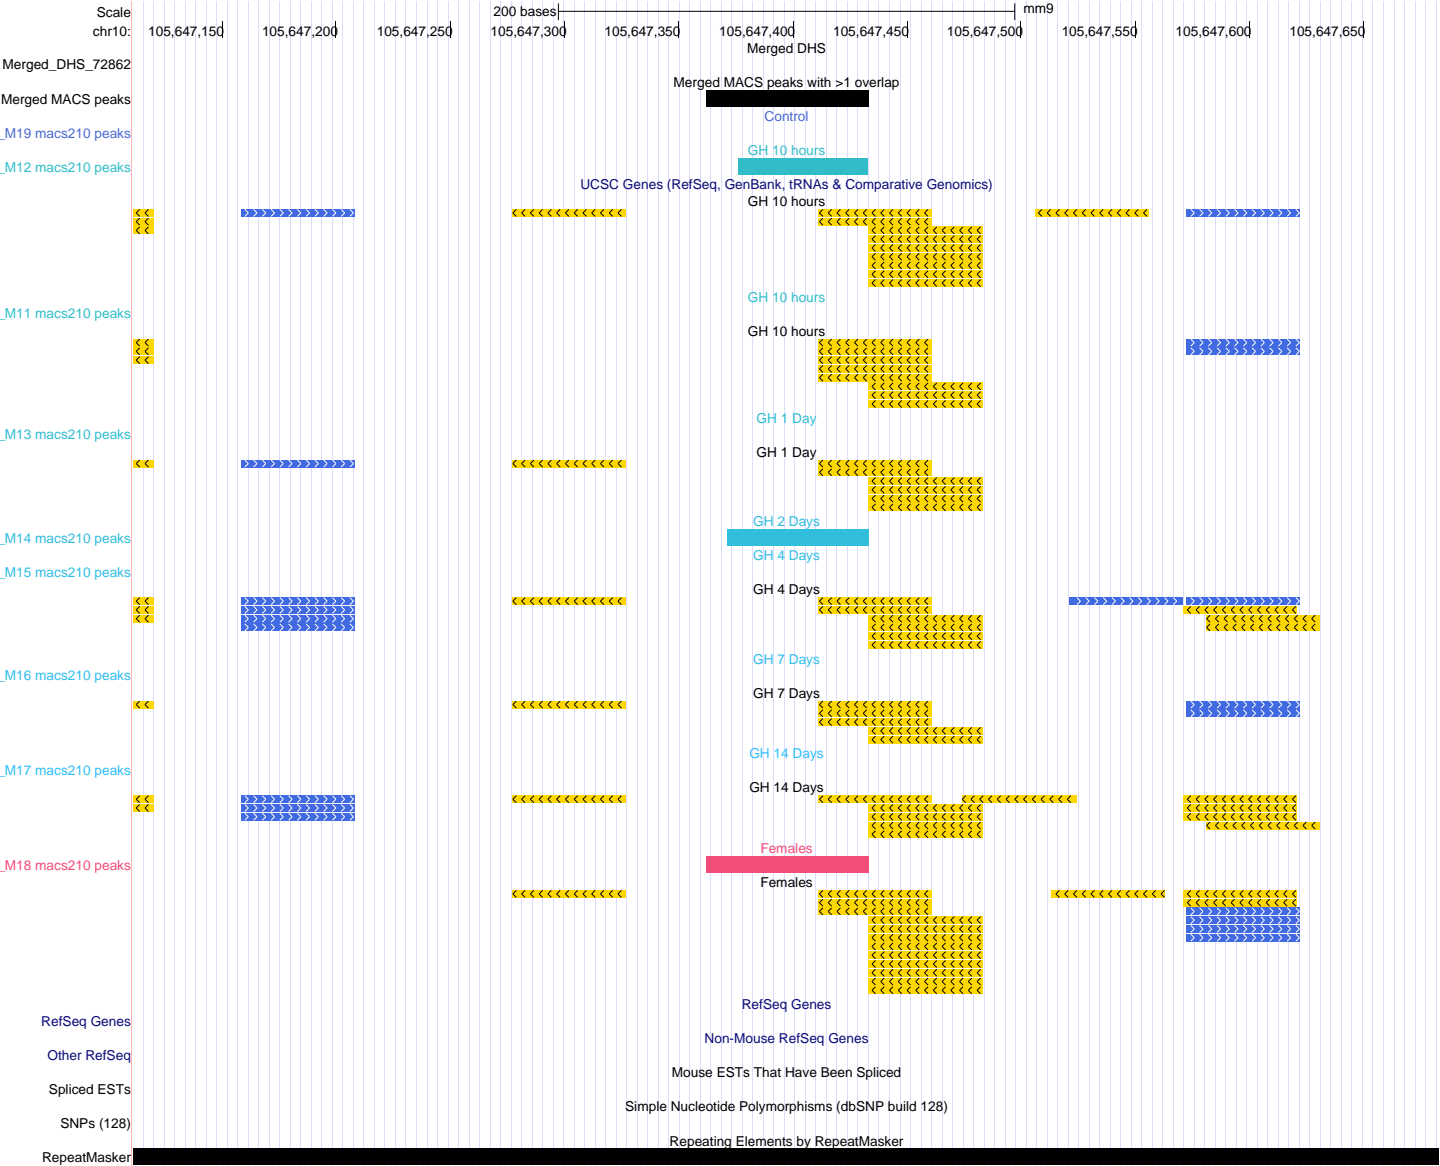 Scale 200 bases mm9
chr10: 105,647,150 105,647,200 105,647,250 105,647,300 105,647,350 105,647,400 105,647,450 105,647,500 105,647,550 105,647,600 105,647,650
Merged DHS
Merged_DHS_72862
Merged MACS peaks with >1 overlap
Merged MACS peaks
Control
_M19 macs210 peaks
GH 10 hours
_M12 macs210 peaks
UCSC Genes (RefSeq, GenBank, tRNAs & Comparative Genomics)
GH 10 hours
GH 10 hours
_M11 macs210 peaks
GH 10 hours
GH 1 Day
_M13 macs210 peaks
GH 1 Day
GH 2 Days
_M14 macs210 peaks
GH 4 Days
_M15 macs210 peaks
GH 4 Days
GH 7 Days
_M16 macs210 peaks
GH 7 Days
GH 14 Days
_M17 macs210 peaks
GH 14 Days
Females
_M18 macs210 peaks
Females
RefSeq Genes
RefSeq Genes
Non-Mouse RefSeq Genes
Other RefSeq
Mouse ESTs That Have Been Spliced
Spliced ESTs
Simple Nucleotide Polymorphisms (dbSNP build 128)
SNPs (128)
Repeating Elements by RepeatMasker
RepeatMasker